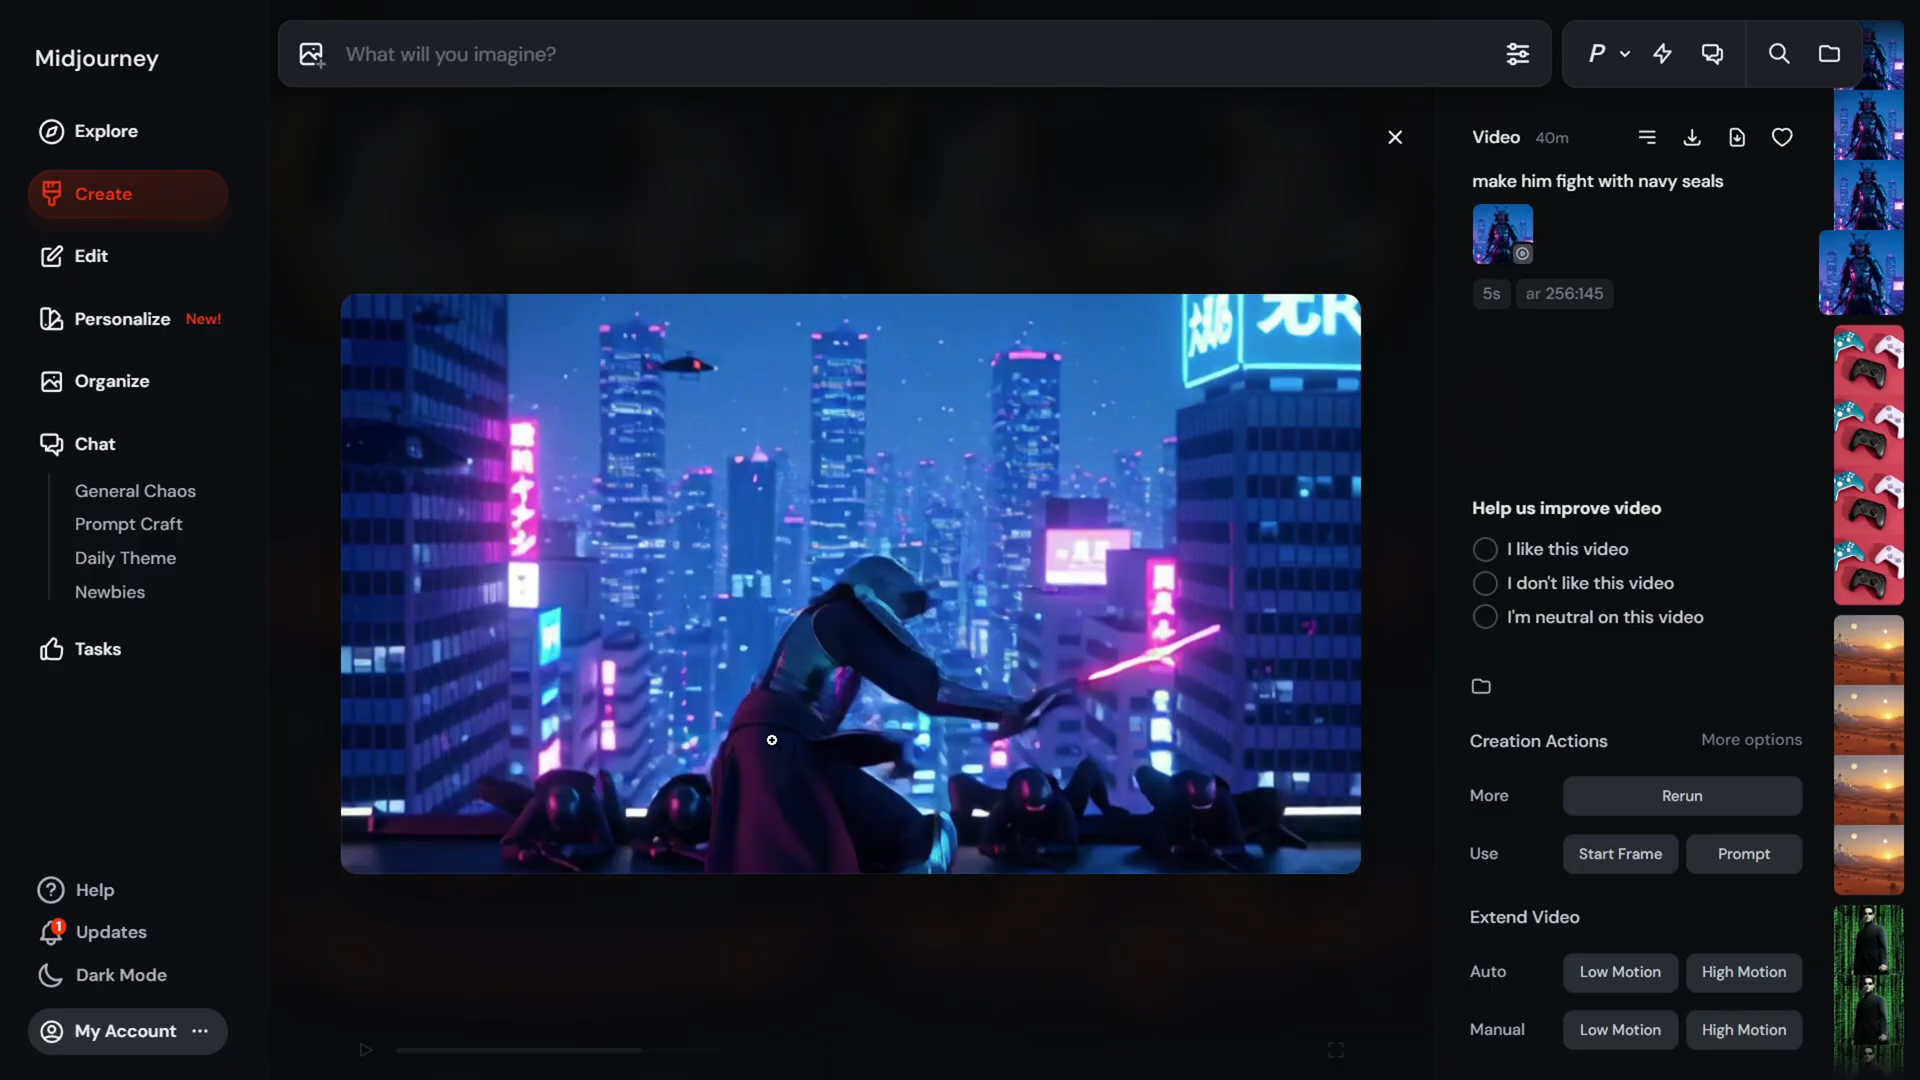 Midjourney
What will you imagine?
P
Explore
Create
Edit
Personalize New!
Organize
Chat
General Chaos
Prompt Craft
Daily Theme
Newbies
Tasks
Help
1
Updates
Dark Mode
My Account ...
Video 40m
make him fight with navy seals
5s ar 256:145
Help us improve video
I like this video
I don't like this video
I'm neutral on this video
Creation Actions More options
More Rerun
Use Start Frame Prompt
Extend Video
Auto Low Motion High Motion
Manual Low Motion High Motion